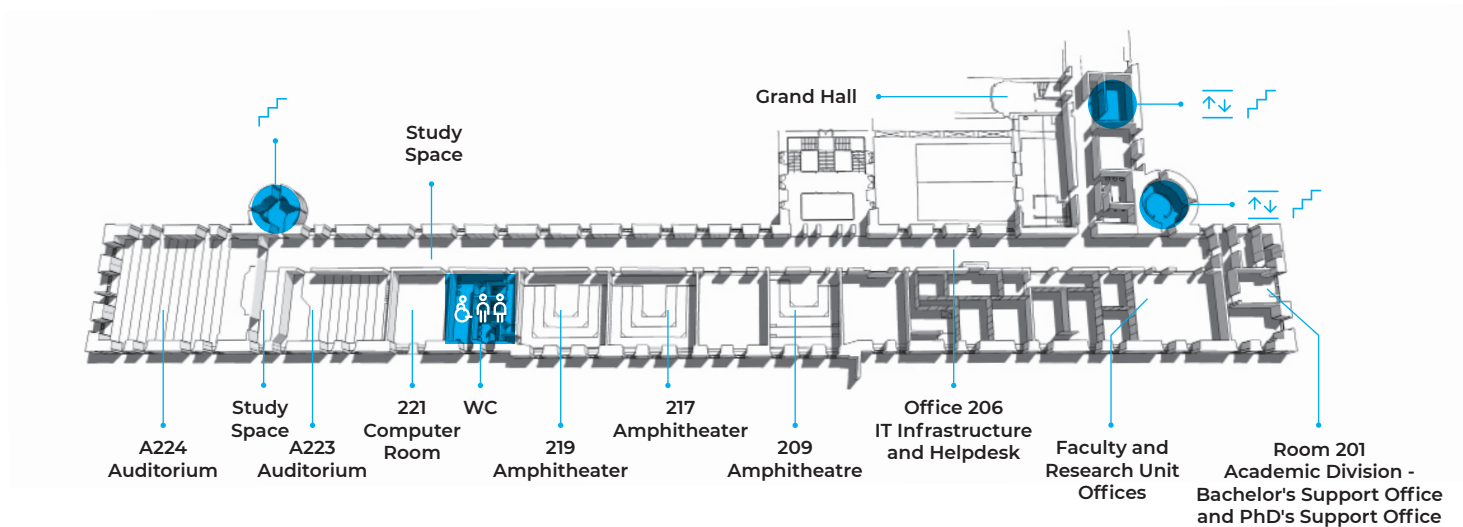 Grand Hall
Study
Space
Study
Space
A224
Auditorium
A223
Auditorium
221
Computer
Room
WC
219
Amphitheater
217
Amphitheater
209
Amphitheatre
Office 206
IT Infrastructure
and Helpdesk
Faculty and
Research Unit
Offices
Room 201
Academic Division -
Bachelor's Support Office
and PhD's Support Office